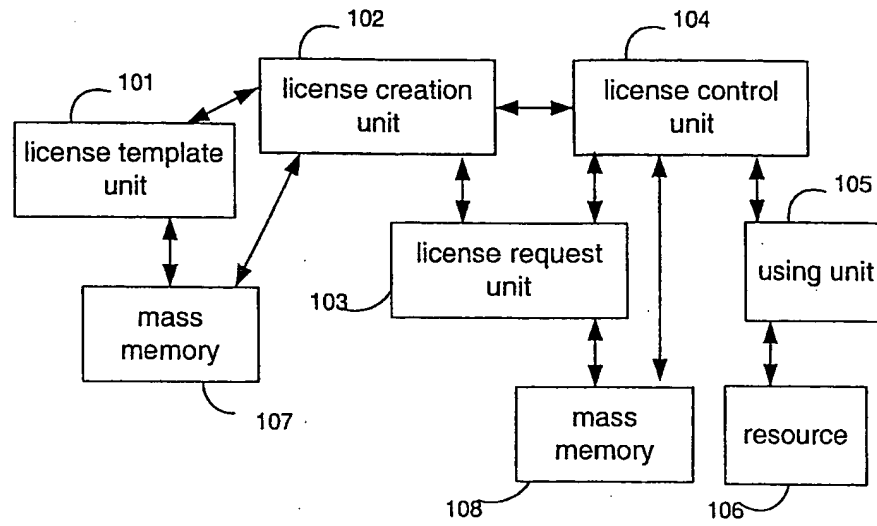 102
104
101
license creation
unit
license control
unit
license template
unit
105
license request
unit
using unit
103
mass
memory
107
mass
memory
resource
108
106